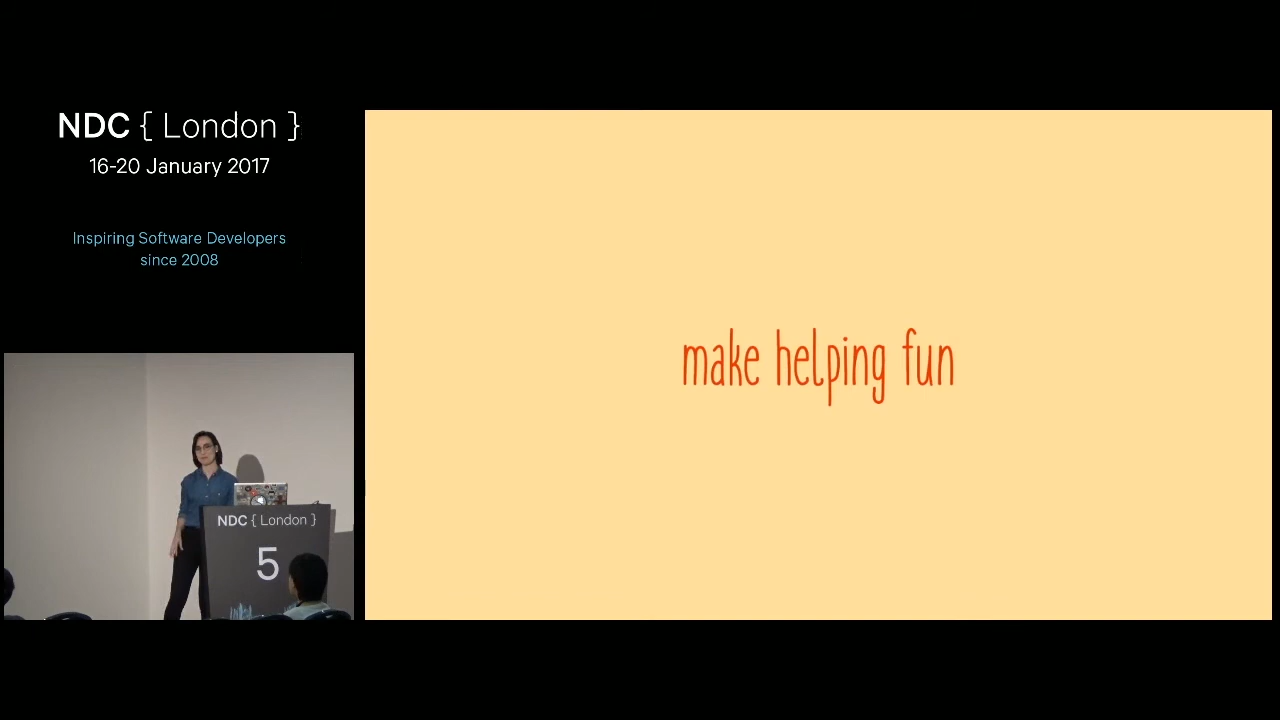 NDC { London }
16-20 January 2017
Inspiring Software Developers
since 2008
make helping fun
NDC { London }
5